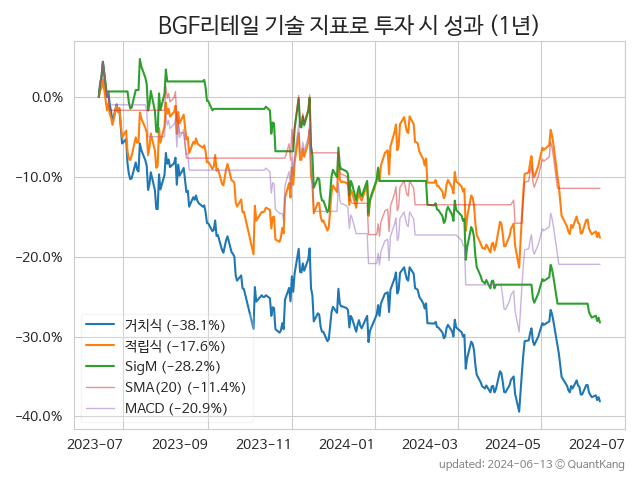 BGF리테일 기술 지표로 투자 시 성과 (1년)
0.0%
−10.0%
−20.0%
−30.0%
−40.0%
거치식 (−38.1%)
적립식 (−17.6%)
SigM (−28.2%)
SMA(20) (−11.4%)
MACD (−20.9%)
2023-07 2023-09 2023-11 2024-01 2024-03 2024-05 2024-07
updated: 2024-06-13 © QuantKang